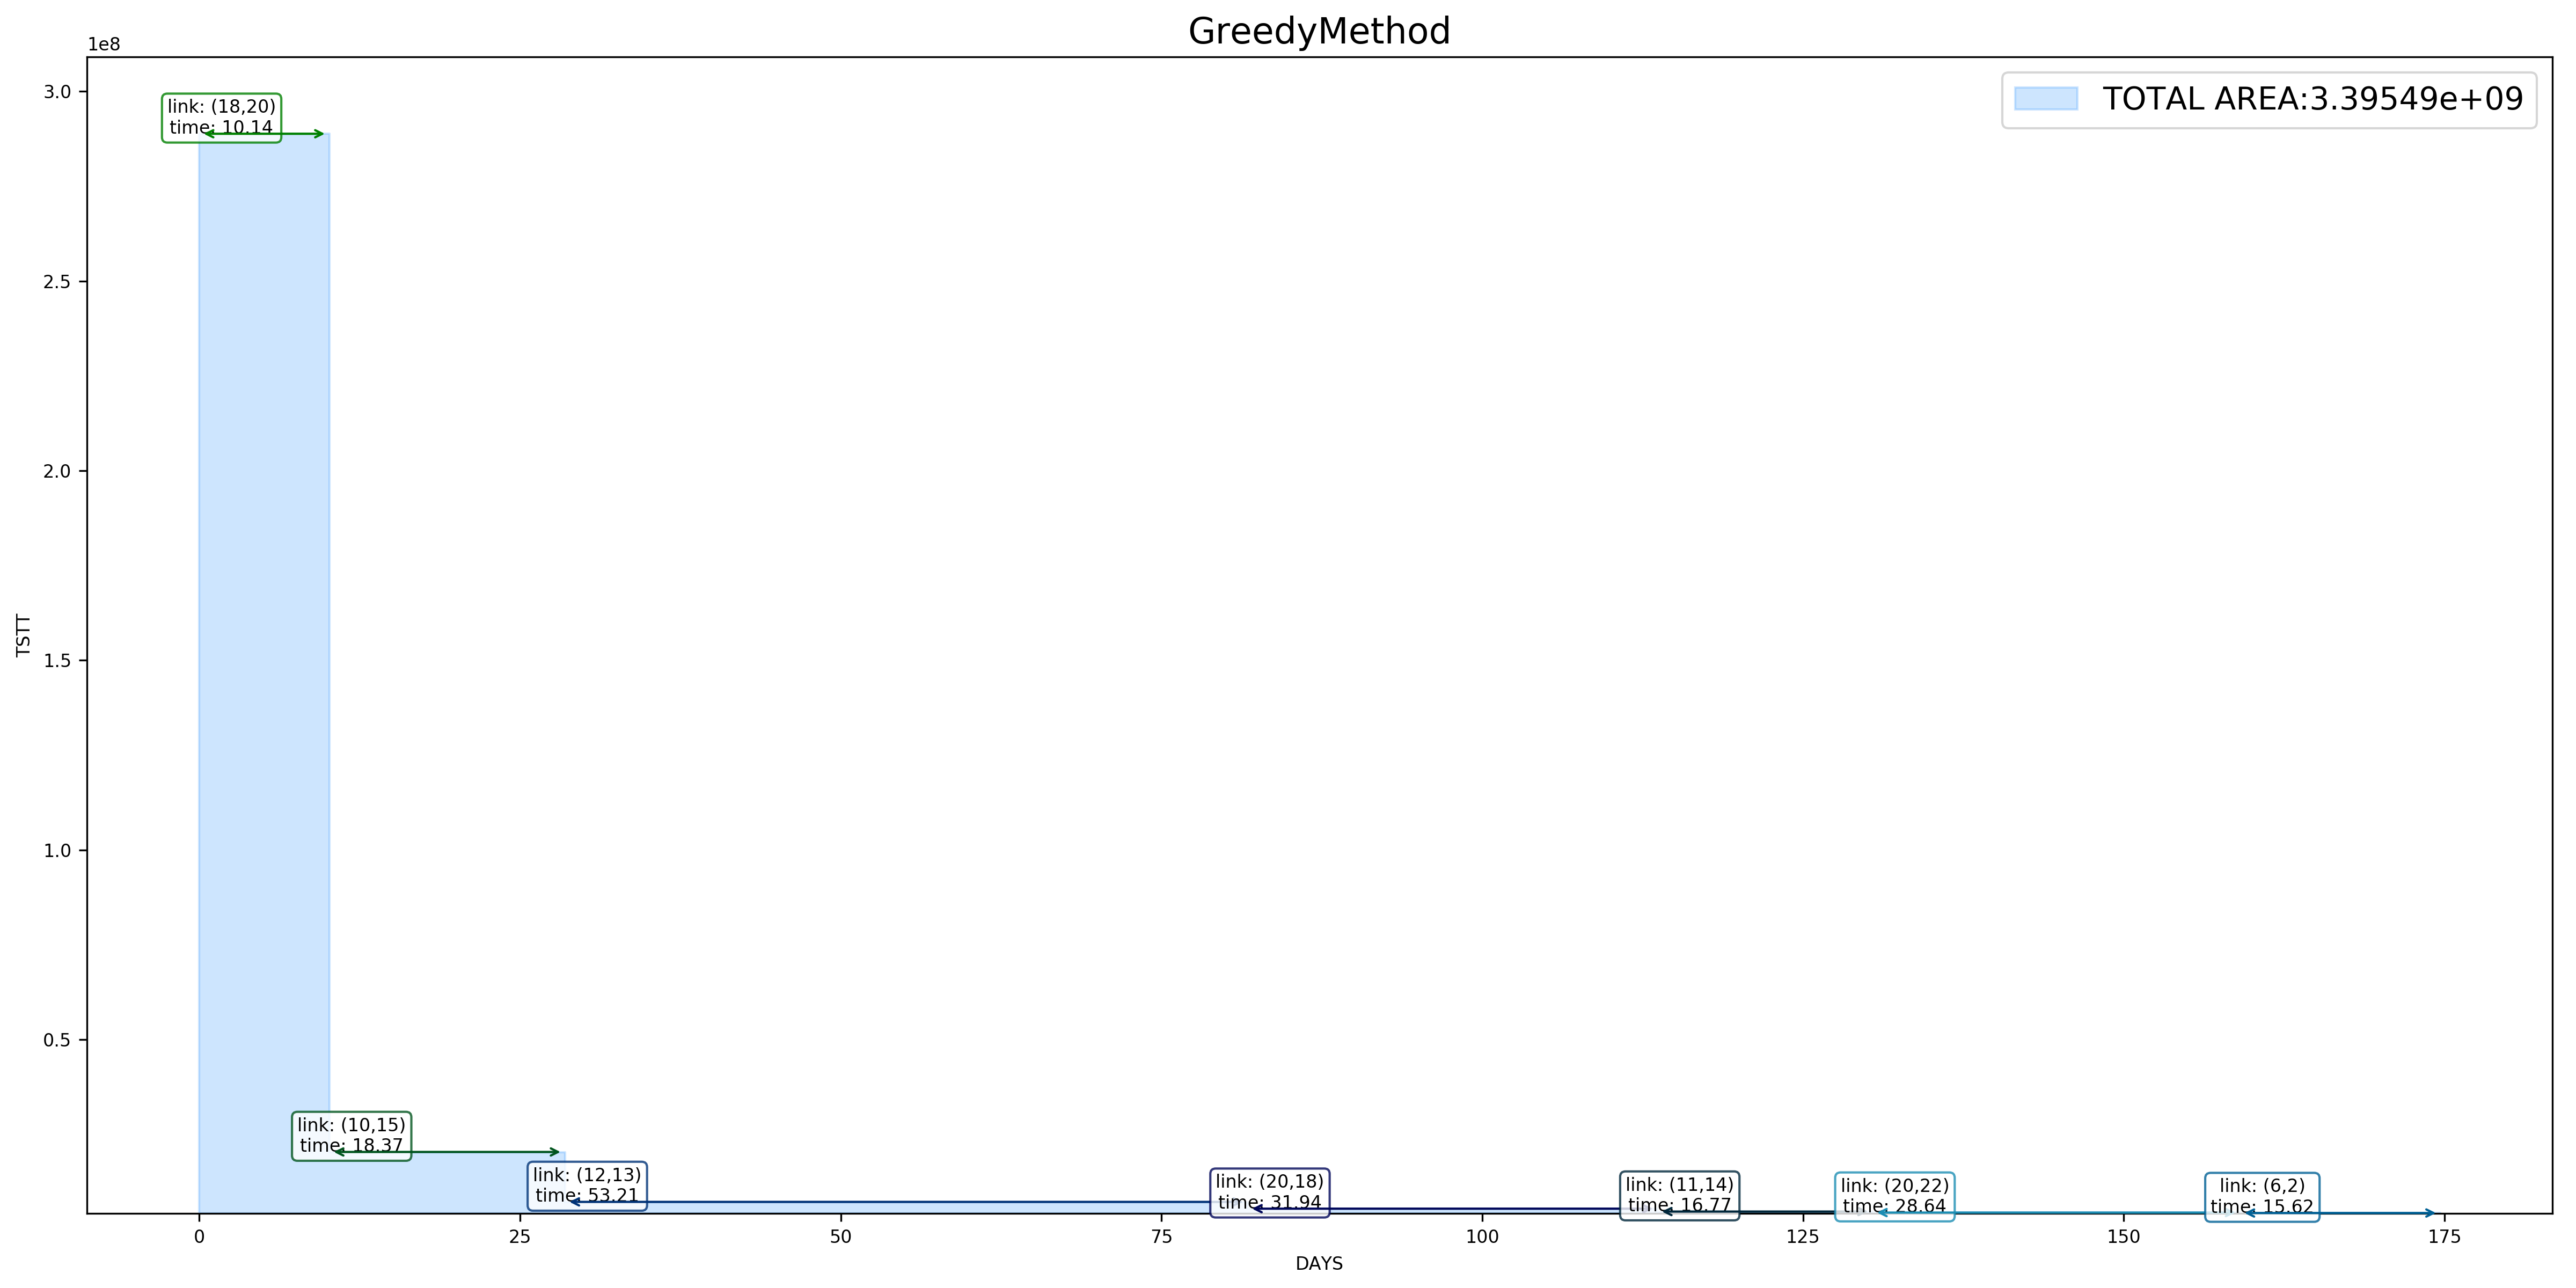 GreedyMethod
1e8
TOTAL AREA:3.39549e+09
3.0
2.5
2.0
1.5
1.0
0.5
TSTT
link: (18,20)
time: 10.14
link: (10,15)
time: 18.37
link: (12,13)
time: 53.21
link: (20,18)
time: 31.94
link: (11,14)
time: 16.77
link: (20,22)
time: 28.64
link: (6,2)
time: 15.62
0 25 50 75 100 125 150 175
DAYS